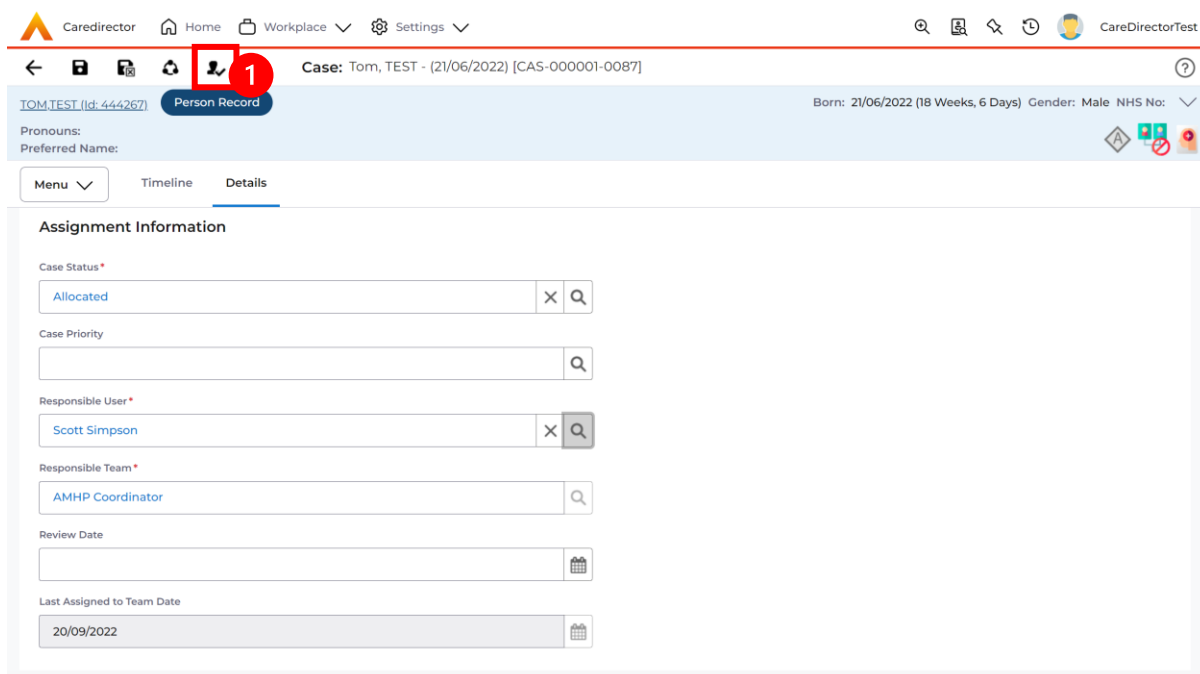 Caredirector Home Workplace Settings CareDirectorTest
1 Case: Tom, TEST - (21/06/2022) [CAS-000001-0087] ?
TOM,TEST (Id: 444267) Person Record Born: 21/06/2022 (18 Weeks, 6 Days) Gender: Male NHS No:
Pronouns:
Preferred Name:
A
Menu Timeline Details
Assignment Information
Case Status*
Allocated
Case Priority
Responsible User*
Scott Simpson
Responsible Team*
AMHP Coordinator
Review Date
Last Assigned to Team Date
20/09/2022